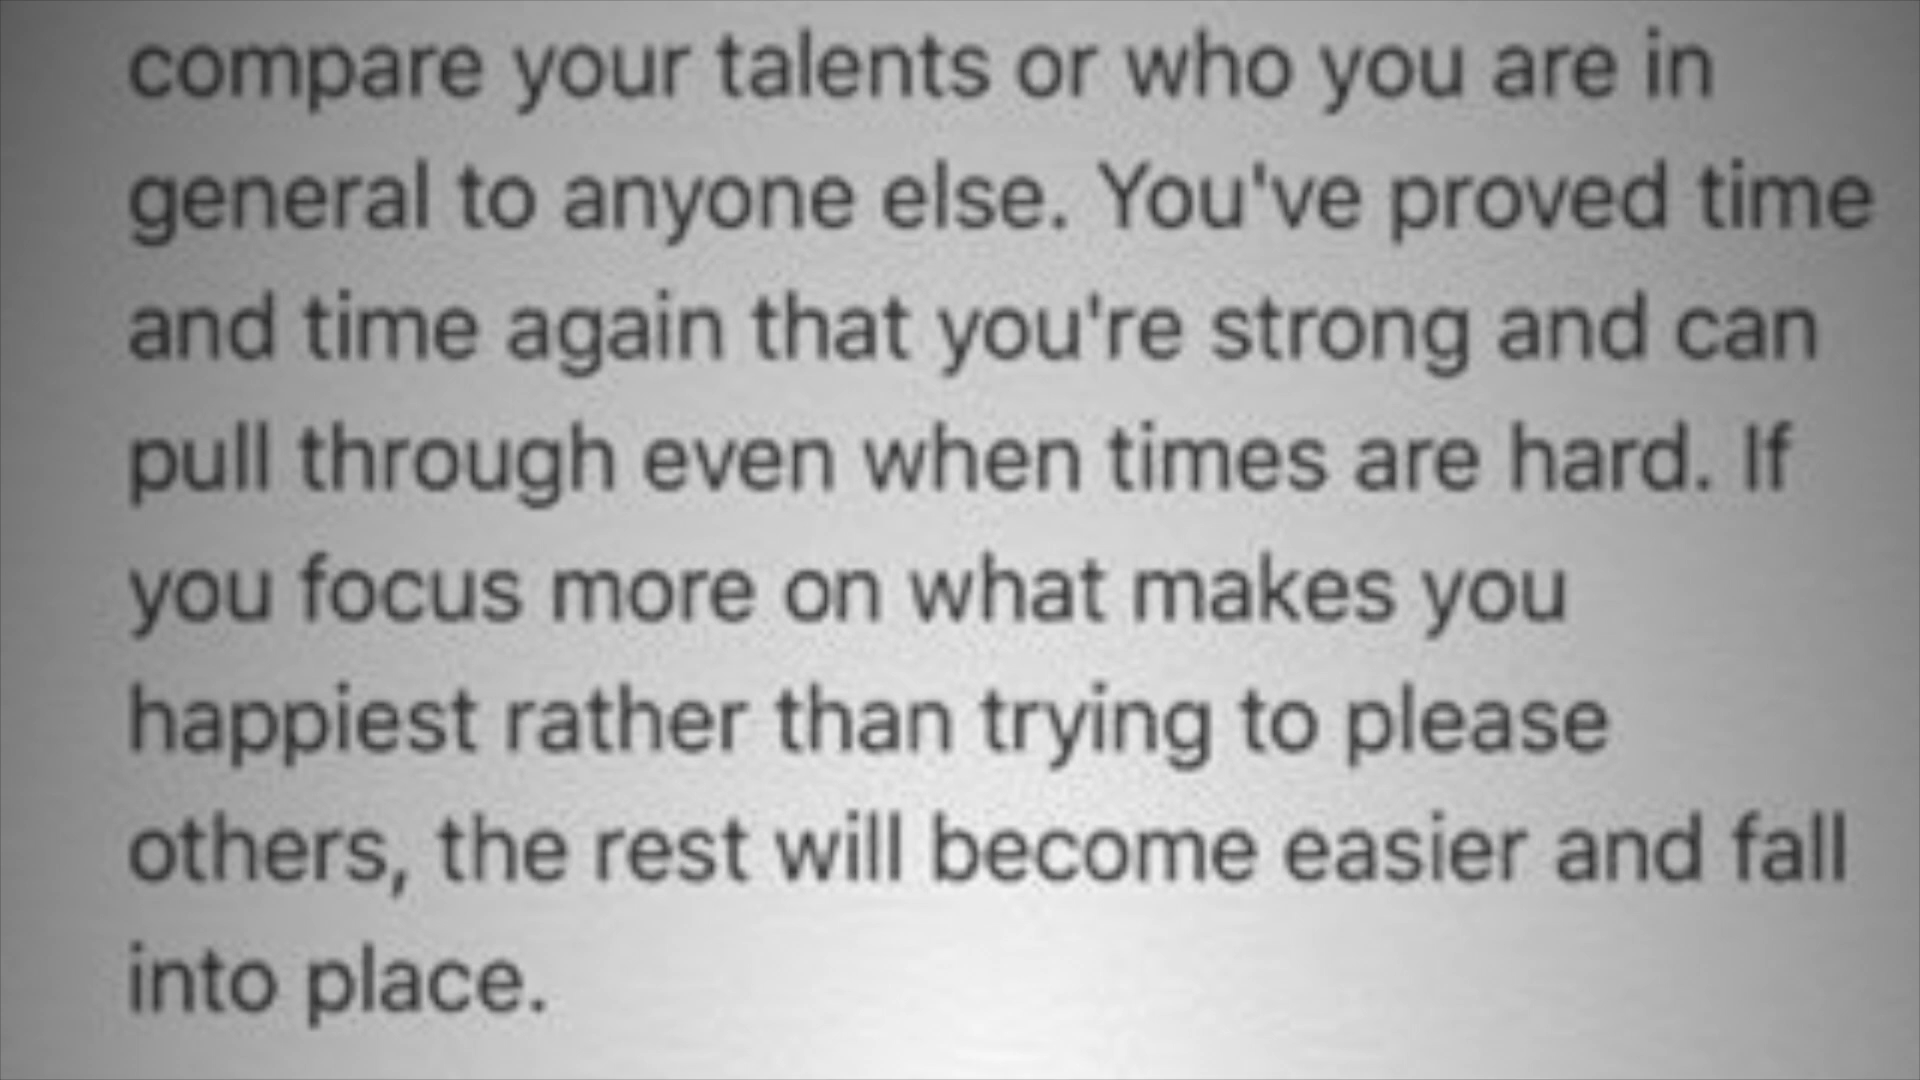 compare your talents or who you are in
general to anyone else. You've proved time
and time again that you're strong and can
pull through even when times are hard. If
you focus more on what makes you
happiest rather than trying to please
others, the rest will become easier and fall
into place.